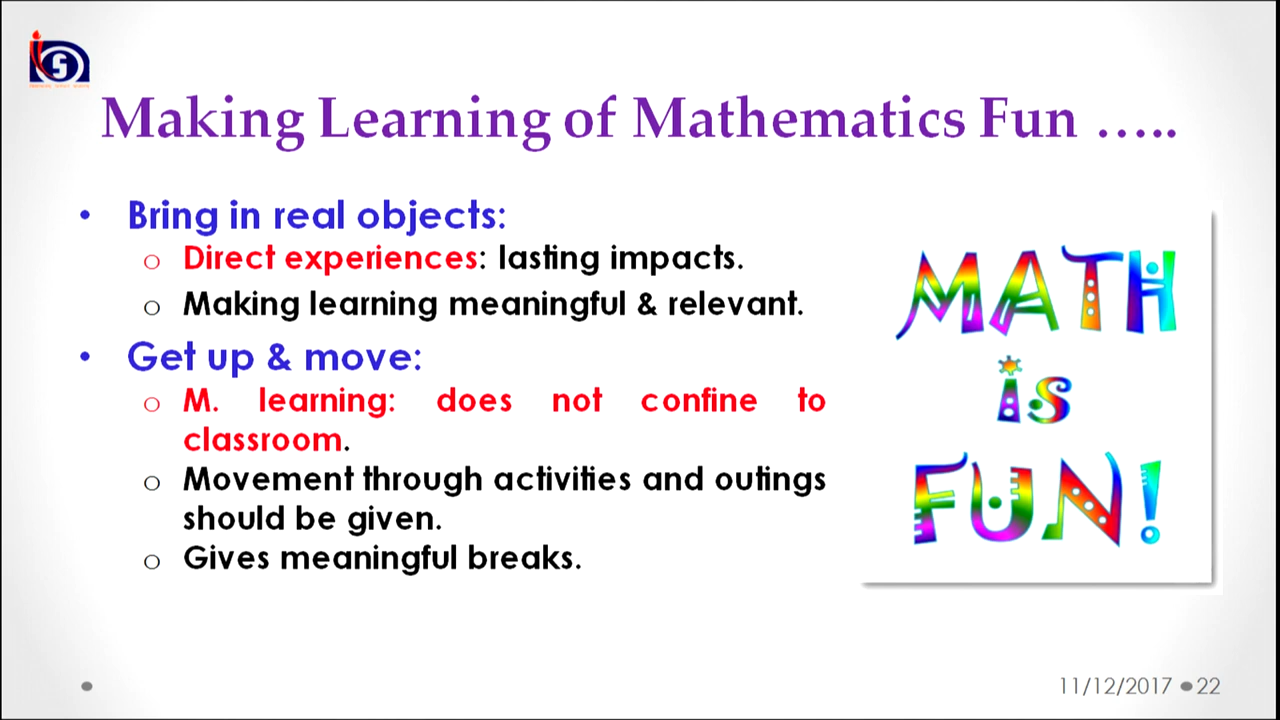 Making Learning of Mathematics Fun .....
• Bring in real objects:
o Direct experiences: lasting impacts.
o Making learning meaningful & relevant.
• Get up & move:
o M. learning: does not confine to
classroom.
o Movement through activities and outings
should be given.
o Gives meaningful breaks.
MATH
is
FUN!
11/12/2017 • 22